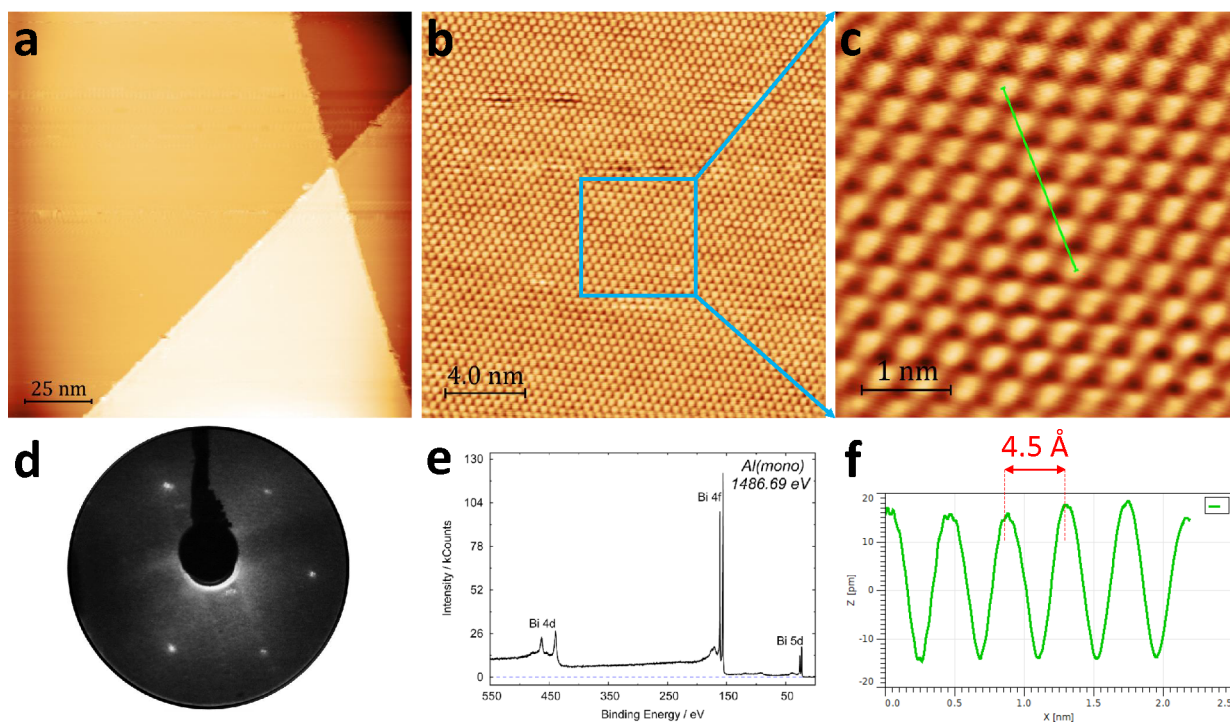 a
25 nm
b
4.0 nm
c
1 nm
d
e
Al(mono)
1486.69 eV
Bi 4f
Bi 4d
Bi 5d
Intensity / kCounts
130
104
78
52
26
0
550
450
350
250
150
50
Binding Energy / eV
f
4.5 Å
Z [pm]
20
10
0
-10
-20
0.0
0.5
1.0
1.5
2.0
2.5
X [nm]